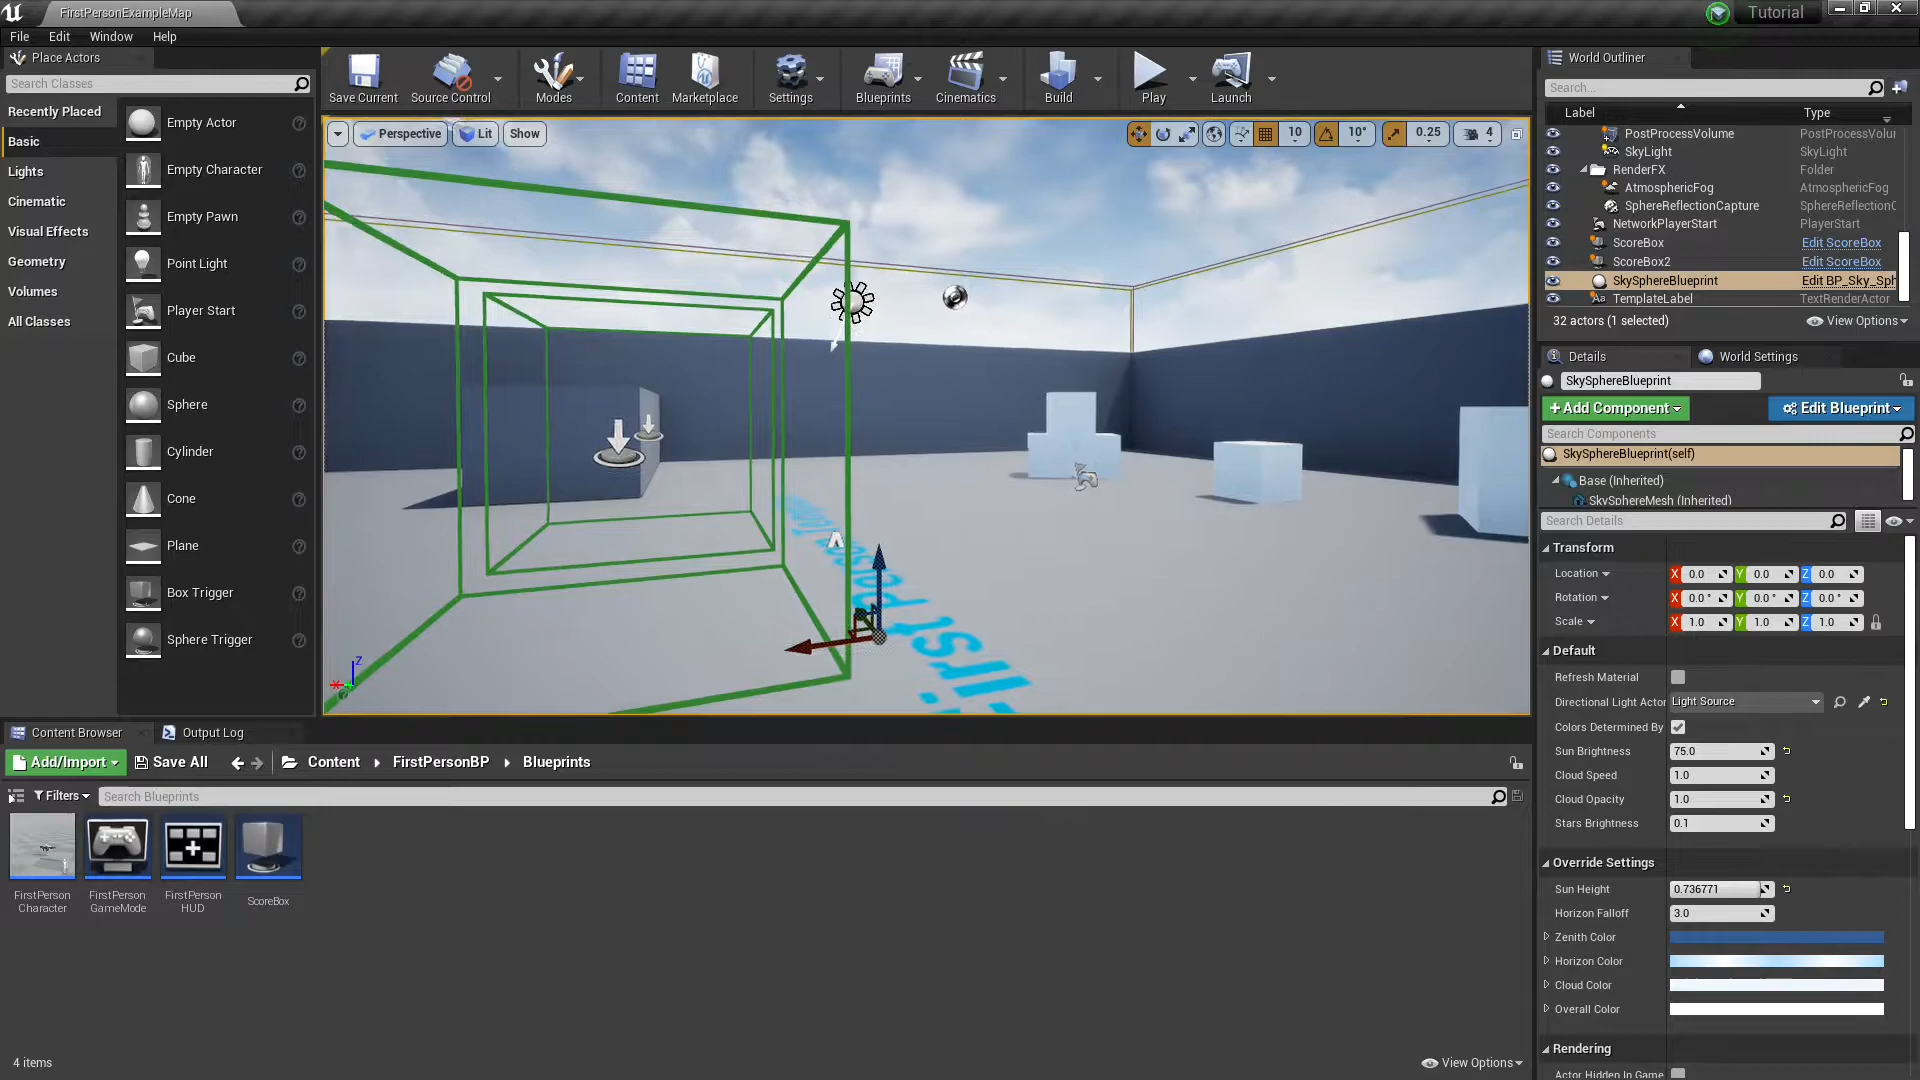 FirstPersonExampleMap
Tutorial
File Edit Window Help
Place Actors
Search Classes
Recently Placed
Basic
Lights
Cinematic
Visual Effects
Geometry
Volumes
All Classes
Empty Actor
Empty Character
Empty Pawn
Point Light
Player Start
Cube
Sphere
Cylinder
Cone
Plane
Box Trigger
Sphere Trigger
Save Current Source Control Modes Content Marketplace Settings Blueprints Cinematics Build Play Launch
Perspective Lit Show
10 10° 0.25 4
Z
World Outliner
Search...
Label Type
PostProcessVolume PostProcessVolu
SkyLight SkyLight
RenderFX Folder
AtmosphericFog AtmosphericFog
SphereReflectionCapture SphereReflectionC
NetworkPlayerStart PlayerStart
ScoreBox Edit ScoreBox
ScoreBox2 Edit ScoreBox
SkySphereBlueprint Edit BP_Sky_Sph
TemplateLabel TextRenderActor
32 actors (1 selected) View Options
Details World Settings
SkySphereBlueprint
+Add Component Edit Blueprint
Search Components
SkySphereBlueprint(self)
Base (Inherited)
SkySphereMesh (Inherited)
Search Details
Transform
Location X 0.0 Y 0.0 Z 0.0
Rotation X 0.0 ° Y 0.0 ° Z 0.0 °
Scale X 1.0 Y 1.0 Z 1.0
Default
Refresh Material
Directional Light Actor Light Source
Colors Determined By
Sun Brightness 75.0
Cloud Speed 1.0
Cloud Opacity 1.0
Stars Brightness 0.1
Override Settings
Sun Height 0.736771
Horizon Falloff 3.0
Zenith Color
Horizon Color
Cloud Color
Overall Color
Rendering
Actor Hidden In Game
Content Browser Output Log
Add/Import Save All Content FirstPersonBP Blueprints
Filters Search Blueprints
FirstPerson
Character
FirstPerson
GameMode
FirstPerson
HUD
ScoreBox
4 items View Options